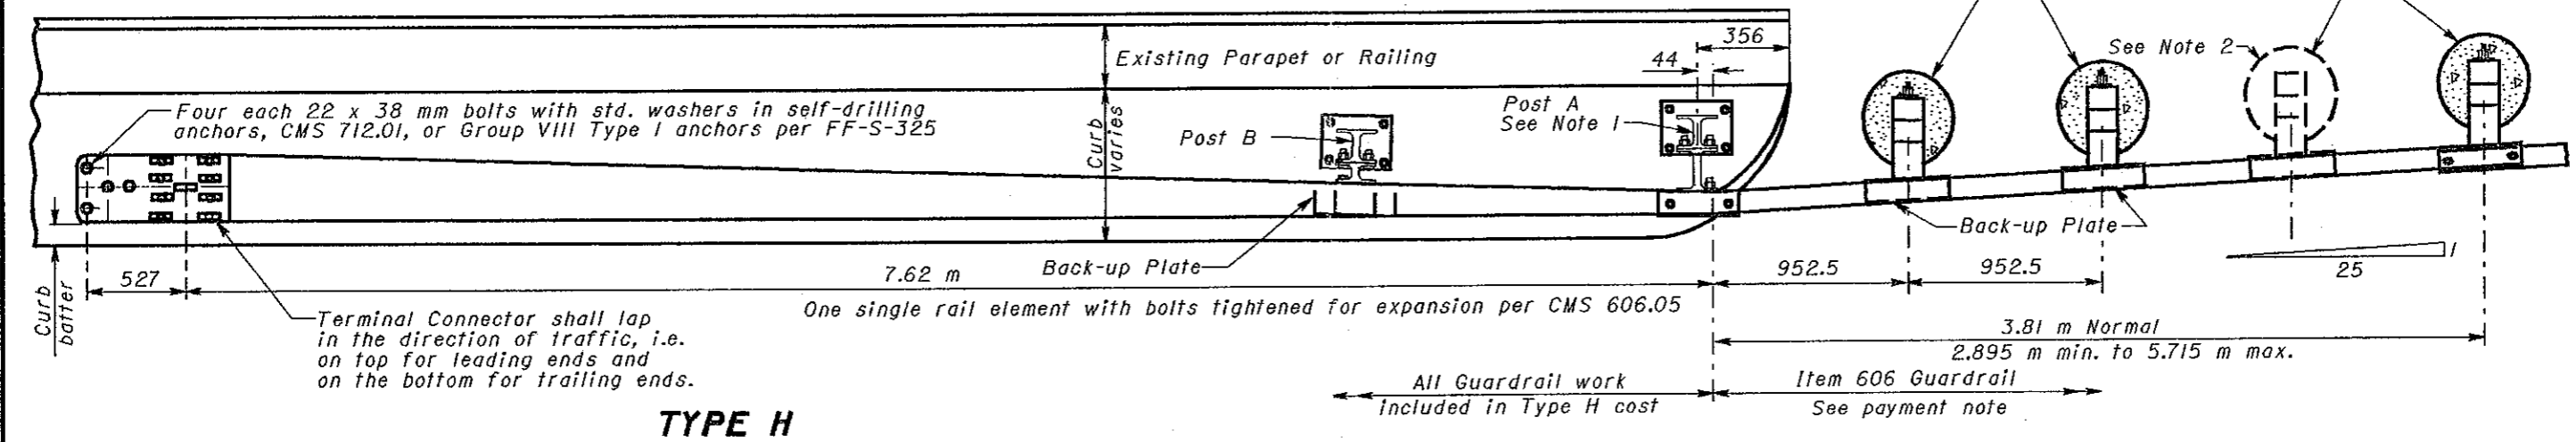 356
44
Existing Parapet or Railing
See Note 2
Four each 22 x 38 mm bolts with std. washers in self-drilling
anchors, CMS 712.01, or Group VIII Type 1 anchors per FF-S-325
Post A
See Note 1
Post B
Curb
varies
Back-up Plate
Curb
batter
527
7.62 m
Back-up Plate
952.5
952.5
25
1
One single rail element with bolts tightened for expansion per CMS 606.05
Terminal Connector shall lap
in the direction of traffic, i.e.
on top for leading ends and
on the bottom for trailing ends.
3.81 m Normal
2.895 m min. to 5.715 m max.
All Guardrail work
included in Type H cost
Item 606 Guardrail
See payment note
TYPE H